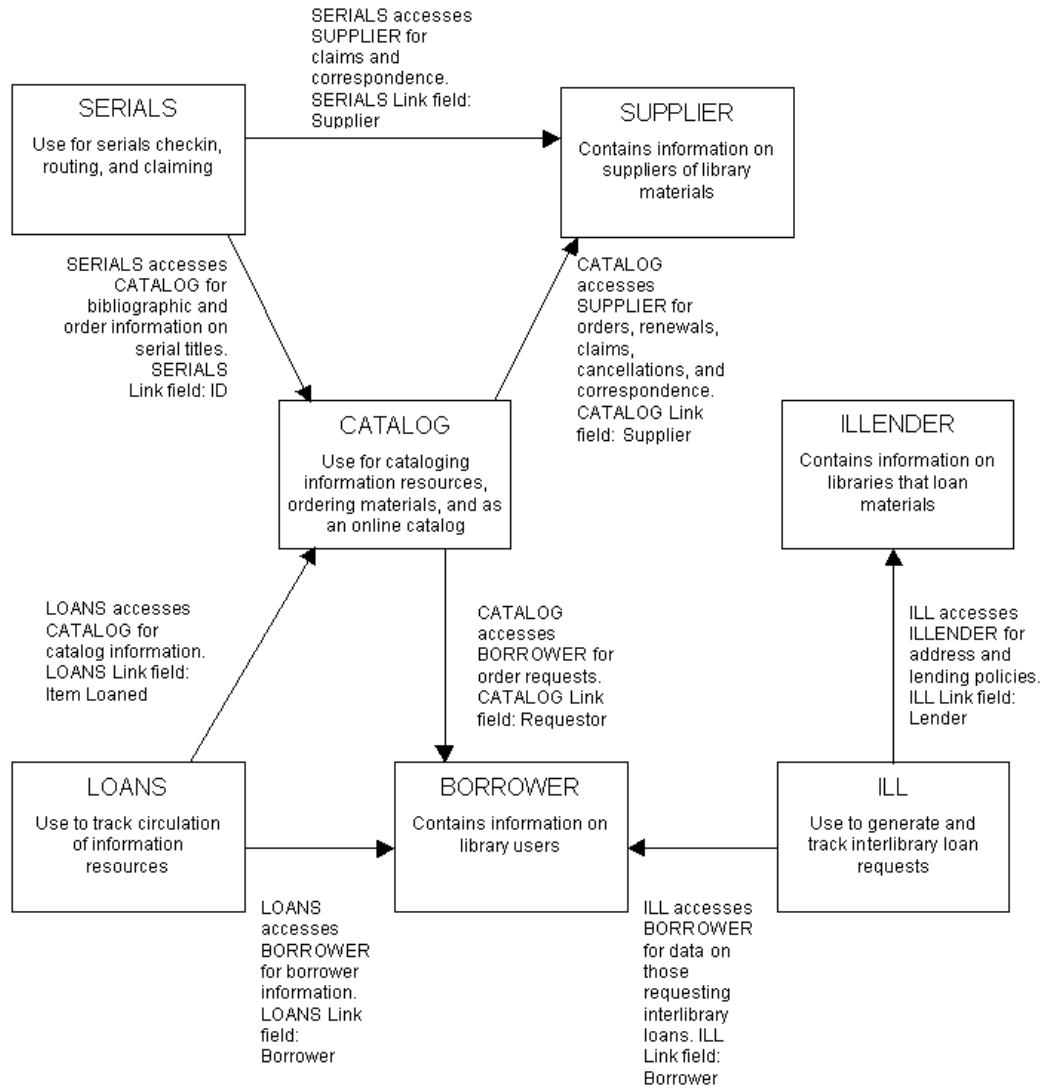 SERIALS accesses
SUPPLIER for
claims and
correspondence.
SERIALS Link field:
Supplier
SERIALS
Use for serials checkin,
routing, and claiming
SUPPLIER
Contains information on
suppliers of library
materials
SERIALS accesses
CATALOG for
bibliographic and
order information on
serial titles.
SERIALS
Link field: ID
CATALOG
accesses
SUPPLIER for
orders, renewals,
claims,
cancellations, and
correspondence.
CATALOG Link
field: Supplier
CATALOG
Use for cataloging
information resources,
ordering materials, and as
an online catalog
ILLENDER
Contains information on
libraries that loan
materials
LOANS accesses
CATALOG for
catalog information.
LOANS Link field:
Item Loaned
CATALOG
accesses
BORROWER for
order requests.
CATALOG Link
field: Requestor
ILL accesses
ILLENDER for
address and
lending policies.
ILL Link field:
Lender
LOANS
Use to track circulation
of information
resources
BORROWER
Contains information on
library users
ILL
Use to generate and
track interlibrary loan
requests
LOANS
accesses
BORROWER
for borrower
information.
LOANS Link
field:
Borrower
ILL accesses
BORROWER
for data on
those
requesting
interlibrary
loans. ILL
Link field:
Borrower